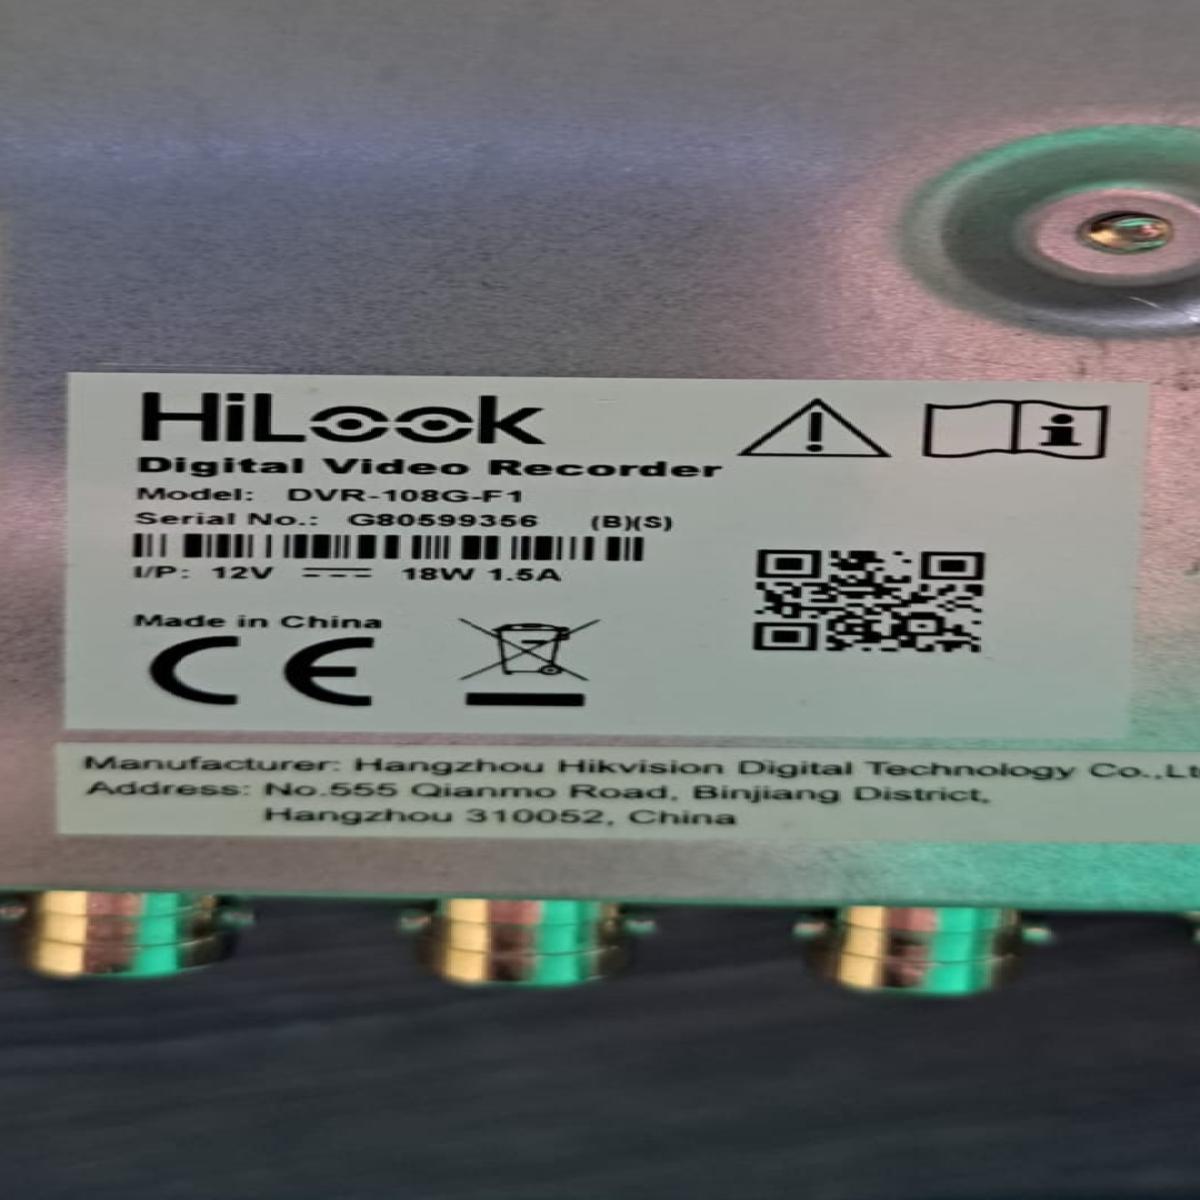 HiLook
Digital Video Recorder
Model: DVR-108G-F1
Serial No.: G80599356 (B)(S)
I/P: 12V 18W 1.5A
Made in China
CE
Manufacturer: Hangzhou Hikvision Digital Technology Co.,Lt
Address: No.555 Qianmo Road, Binjiang District,
Hangzhou 310052, China